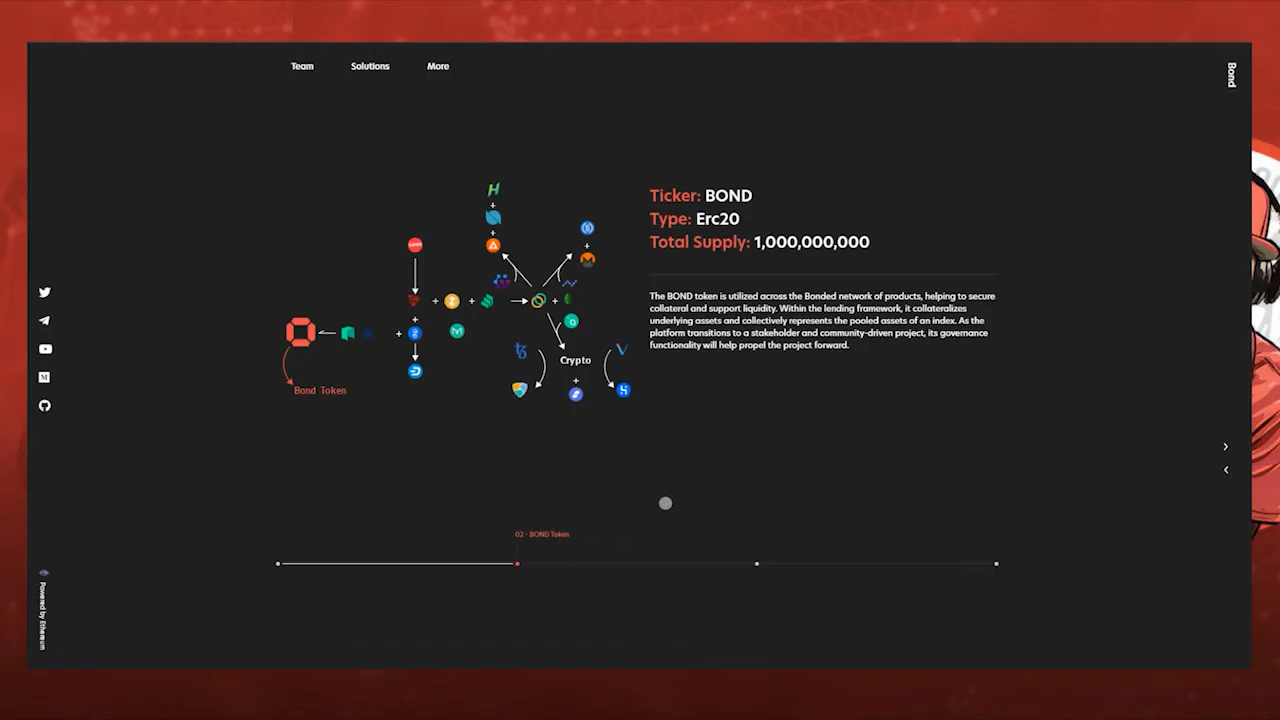 Team Solutions More
Bond
Ticker: BOND
Type: Erc20
Total Supply: 1,000,000,000
The BOND token is utilized across the Bonded network of products, helping to secure
collateral and support liquidity. Within the lending framework, it collateralizes
underlying assets and collectively represents the pooled assets of an index. As the
platform transitions to a stakeholder and community-driven project, its governance
functionality will help propel the project forward.
Crypto
Bond Token
02 - BOND Token
Powered by Ethereum